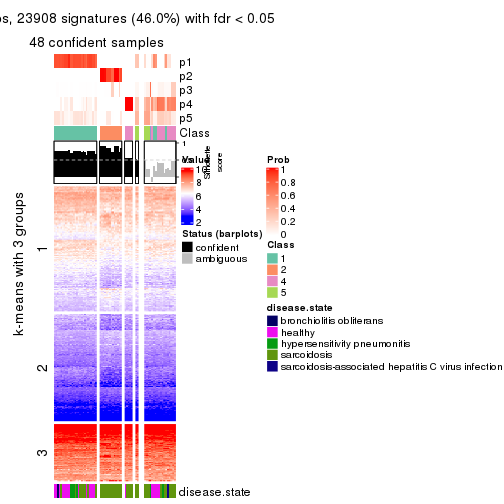 s, 23908 signatures (46.0%) with fdr < 0.05
48 confident samples
p1
p2
p3
p4
p5
Class
1
Silhouette
score
Value
10
8
6
4
2
Prob
1
0.8
0.6
0.4
0.2
0
Status (barplots)
confident
ambiguous
Class
1
2
4
5
disease.state
bronchiolitis obliterans
healthy
hypersensitivity pneumonitis
sarcoidosis
sarcoidosis-associated hepatitis C virus infection
k-means with 3 groups
1
2
3
disease.state